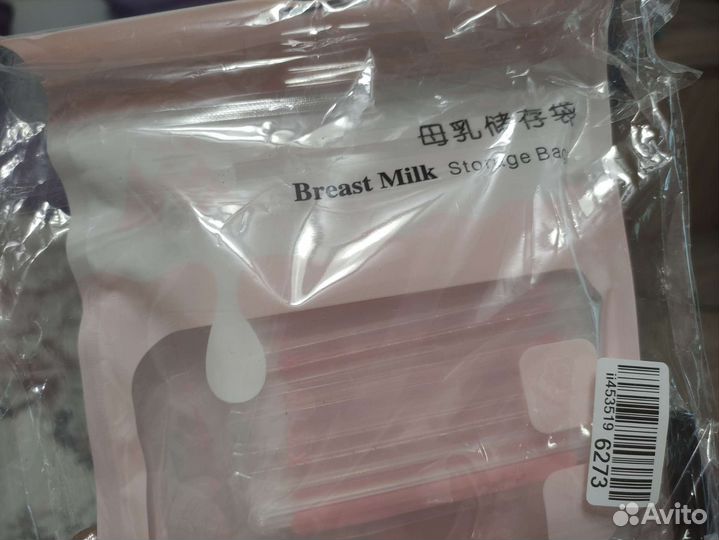 母乳储存袋
Breast Milk Storage Bag
ii453519 6273
Avito